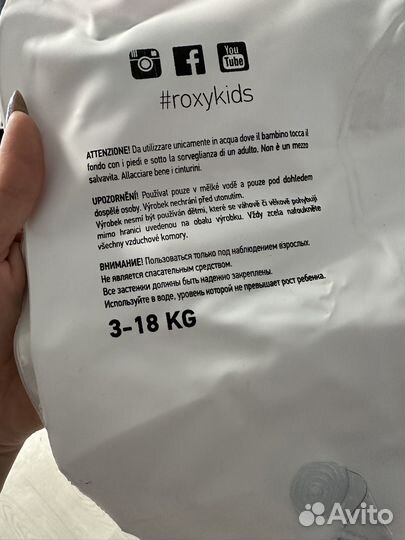 You
Tube
#roxykids
ATTENZIONE! Da utilizzare unicamente in acqua dove il bambino tocca il
fondo con i piedi e sotto la sorveglianza di un adulto. Non è un mezzo
salvavita. Allacciare bene i cinturini.
UPOZORNĚNÍ! Používat pouze v mělké vodě a pouze pod dohledem
dospělé osoby. Výrobek nechrání před utonutím.
Výrobek nesmí být používán dětmi, které se váhově či věkově pohybují
mimo hranici uvedenou na obalu výrobku. Vždy zcela nafoukněte
všechny vzduchové komory.
ВНИМАНИЕ! Пользоваться только под наблюдением взрослых.
Не является спасательным средством.
Все застежки должны быть надежно закреплены.
Используйте в воде, уровень которой не превышает рост ребенка.
3-18 KG
Avito